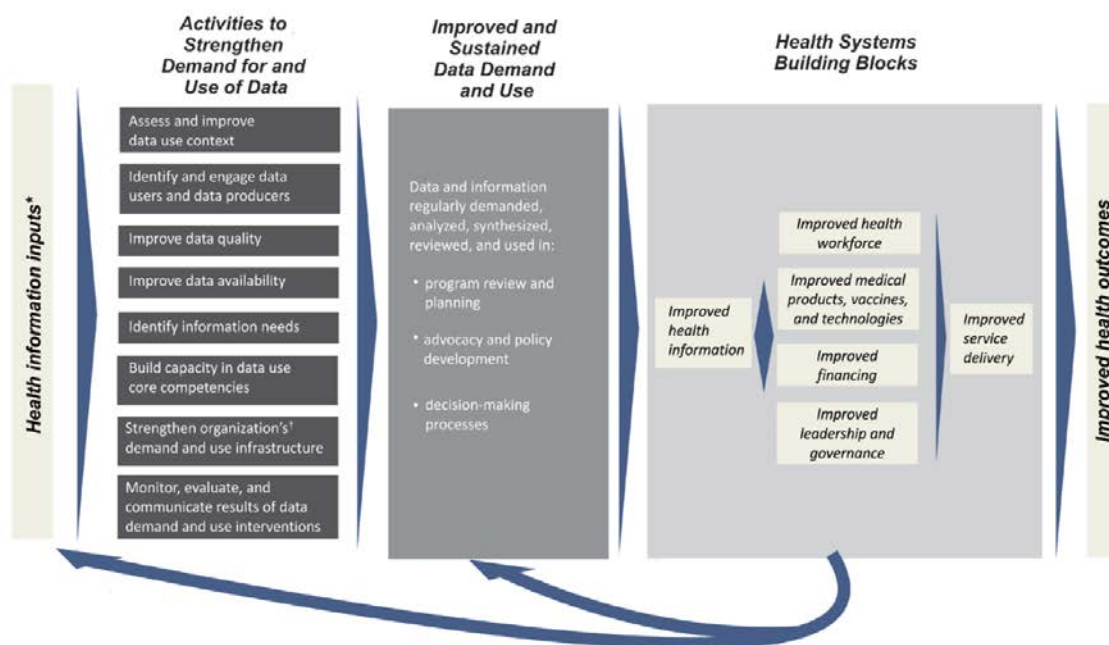 Health information inputs*
Activities to
Strengthen
Demand for and
Use of Data
Assess and improve
data use context
Identify and engage data
users and data producers
Improve data quality
Improve data availability
Identify information needs
Build capacity in data use
core competencies
Strengthen organization's†
demand and use infrastructure
Monitor, evaluate, and
communicate results of data
demand and use interventions
Improved and
Sustained
Data Demand
and Use
Data and information
regularly demanded,
analyzed, synthesized,
reviewed, and used in:
• program review and
planning
• advocacy and policy
development
• decision-making
processes
Health Systems
Building Blocks
Improved
health
information
Improved health
workforce
Improved medical
products, vaccines,
and technologies
Improved
financing
Improved
leadership and
governance
Improved
service
delivery
Improved health outcomes